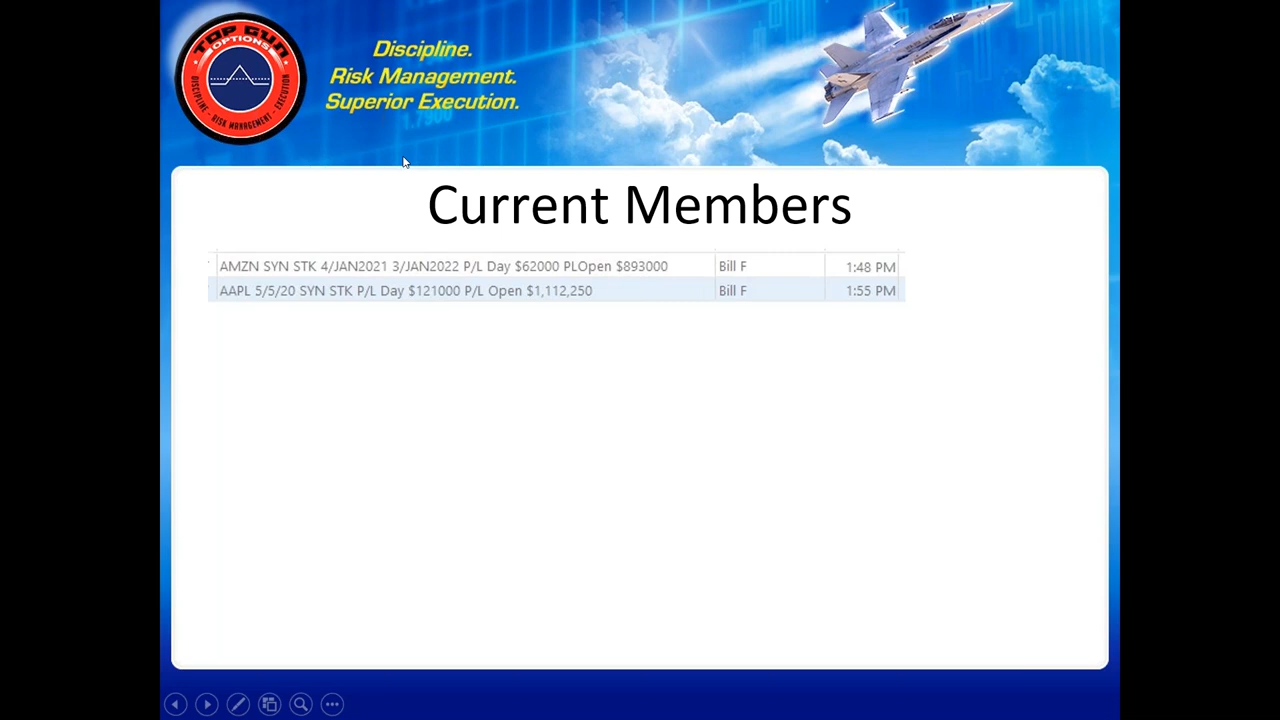 TOP GUN
OPTIONS
DISCIPLINE - RISK MANAGEMENT - EXECUTION
Discipline.
Risk Management.
Superior Execution.
1.7900
Current Members
AMZN SYN STK 4/JAN2021 3/JAN2022 P/L Day $62000 PLOpen $893000 Bill F 1:48 PM
AAPL 5/5/20 SYN STK P/L Day $121000 P/L Open $1,112,250 Bill F 1:55 PM